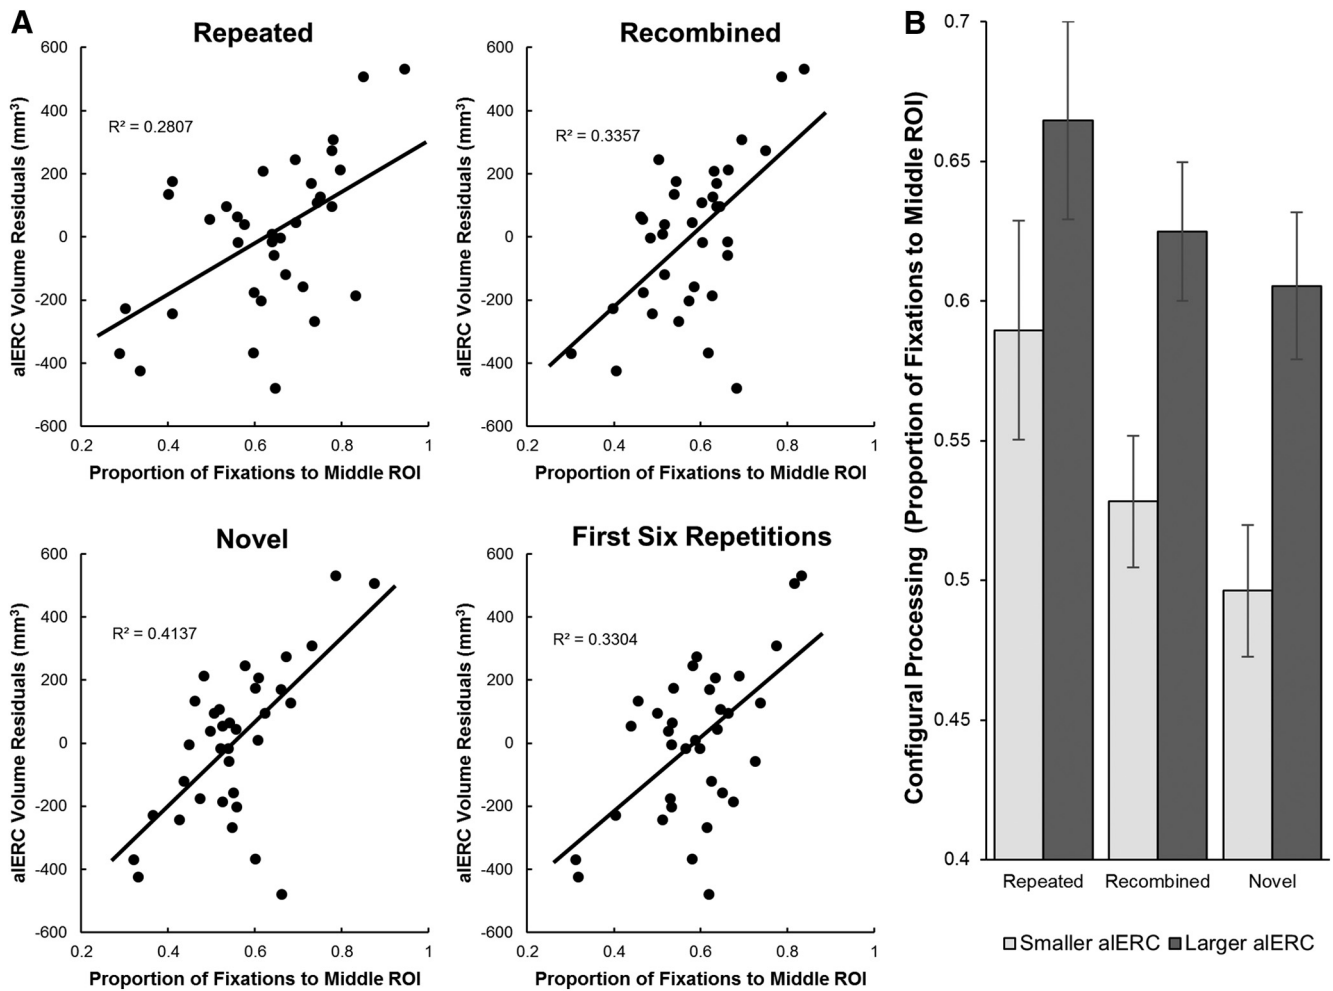 A
Repeated
600
400
200
0
-200
-400
-600
alERC Volume Residuals (mm³)
R² = 0.2807
0.2 0.4 0.6 0.8 1
Proportion of Fixations to Middle ROI
Recombined
600
400
200
0
-200
-400
-600
alERC Volume Residuals (mm³)
R² = 0.3357
0.2 0.4 0.6 0.8 1
Proportion of Fixations to Middle ROI
Novel
600
400
200
0
-200
-400
-600
alERC Volume Residuals (mm³)
R² = 0.4137
0.2 0.4 0.6 0.8 1
Proportion of Fixations to Middle ROI
First Six Repetitions
600
400
200
0
-200
-400
-600
alERC Volume Residuals (mm³)
R² = 0.3304
0.2 0.4 0.6 0.8 1
Proportion of Fixations to Middle ROI
B
Configural Processing (Proportion of Fixations to Middle ROI)
0.7
0.65
0.6
0.55
0.5
0.45
0.4
Repeated Recombined Novel
Smaller alERC Larger alERC